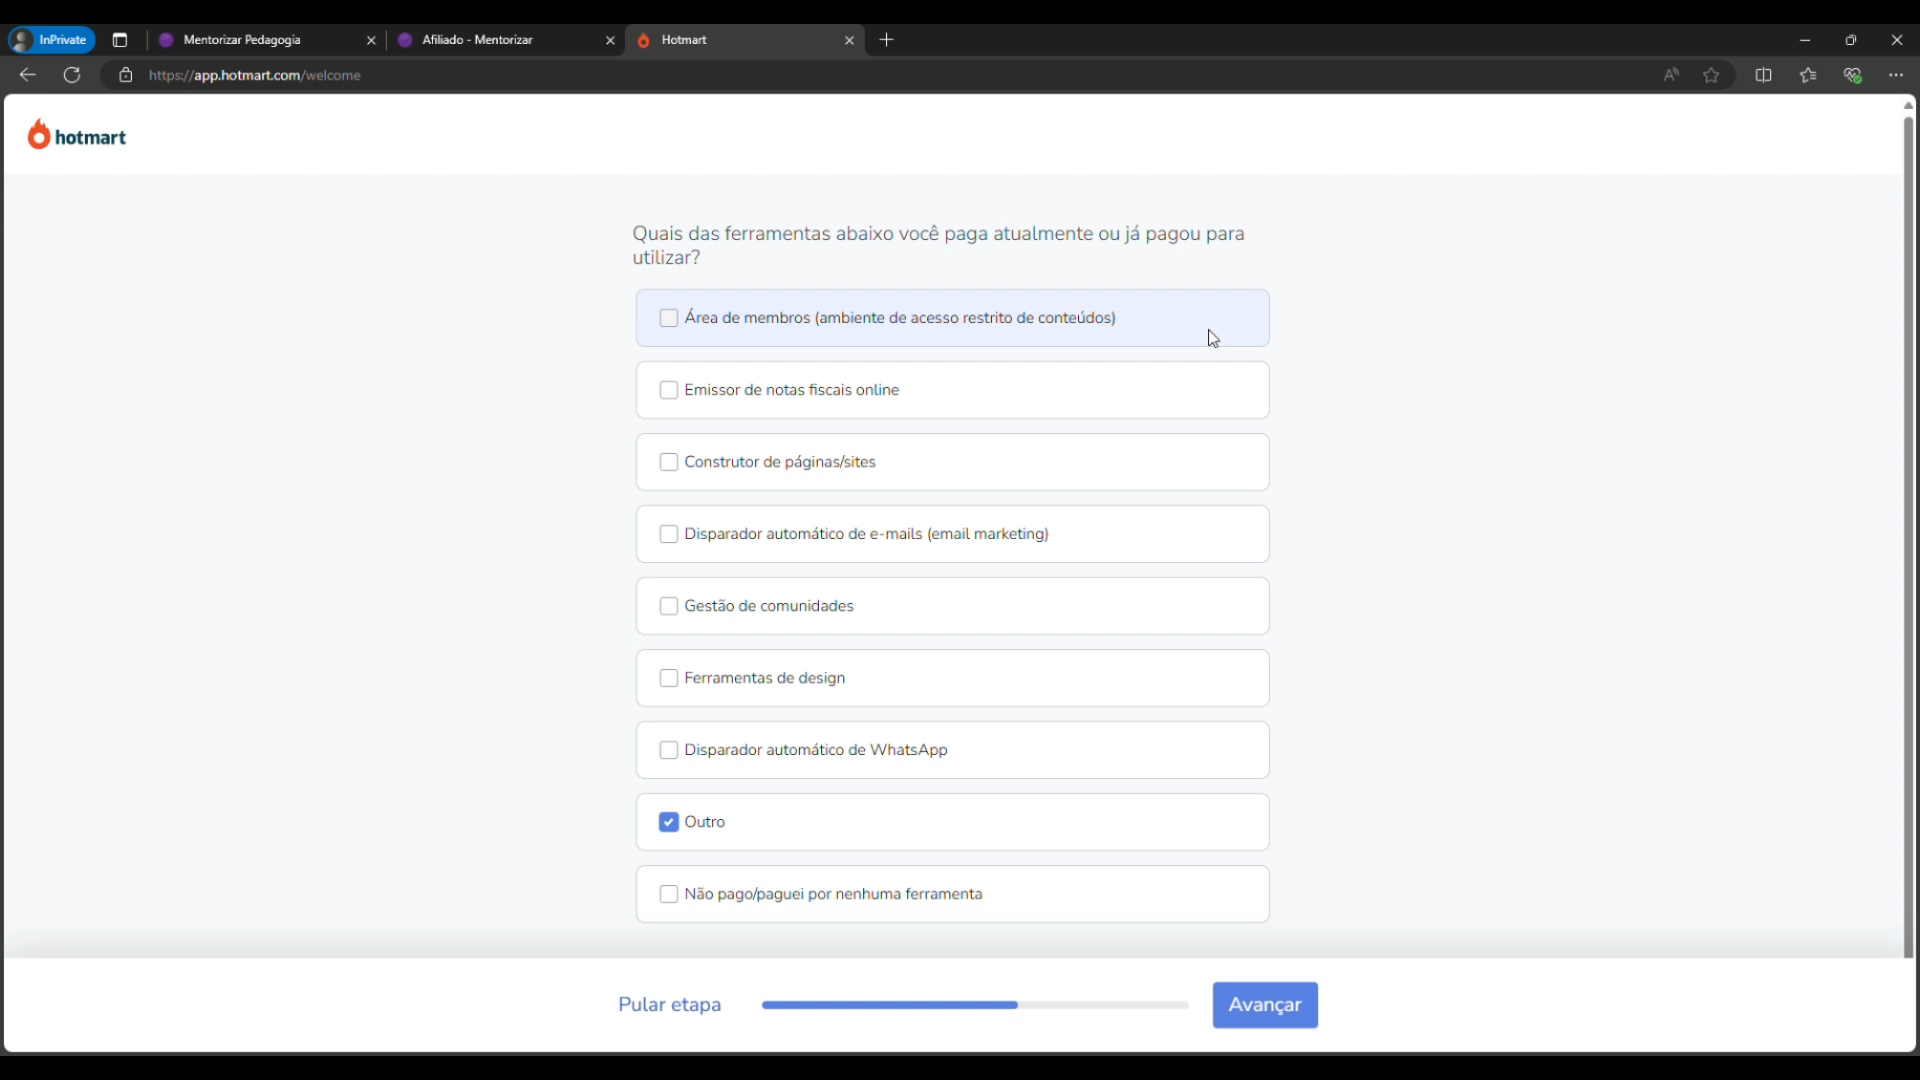 InPrivate
Mentorizar Pedagogia
Afiliado - Mentorizar
Hotmart
https://app.hotmart.com/welcome
hotmart
Quais das ferramentas abaixo você paga atualmente ou já pagou para
utilizar?
Área de membros (ambiente de acesso restrito de conteúdos)
Emissor de notas fiscais online
Construtor de páginas/sites
Disparador automático de e-mails (email marketing)
Gestão de comunidades
Ferramentas de design
Disparador automático de WhatsApp
Outro
Não pago/paguei por nenhuma ferramenta
Pular etapa
Avançar